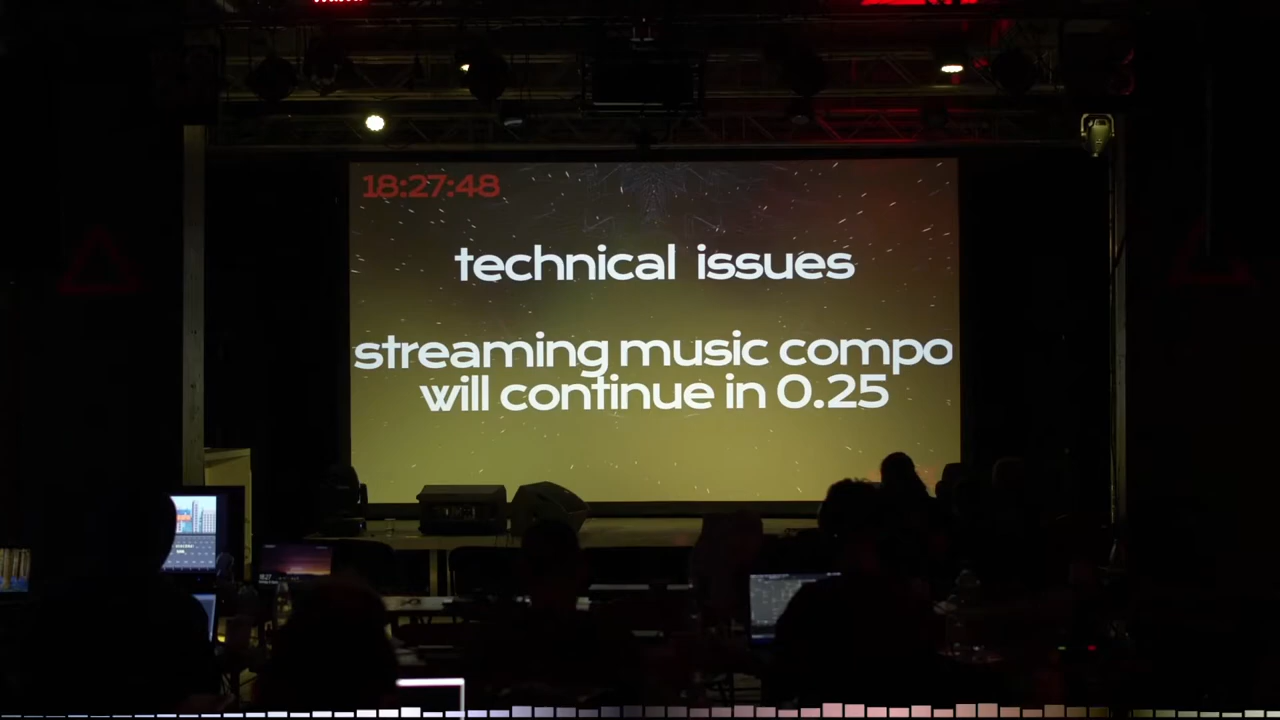 18:27:48
technical issues
streaming music compo
will continue in 0.25